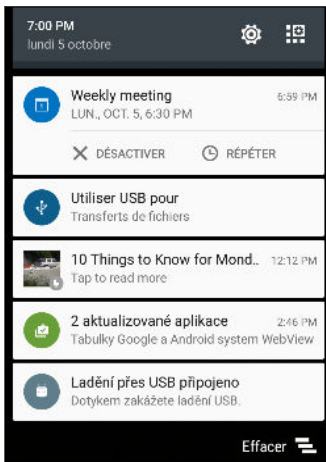 7:00 PM
lundi 5 octobre
Weekly meeting 6:59 PM
LUN., OCT. 5, 6:30 PM
DÉSACTIVER RÉPÉTER
Utiliser USB pour
Transferts de fichiers
10 Things to Know for Mond.. 12:12 PM
Tap to read more
2 aktualizované aplikace 2:46 PM
Tabulky Google a Android system WebView
Ladění přes USB připojeno
Dotykem zakážete ladění USB.
Effacer